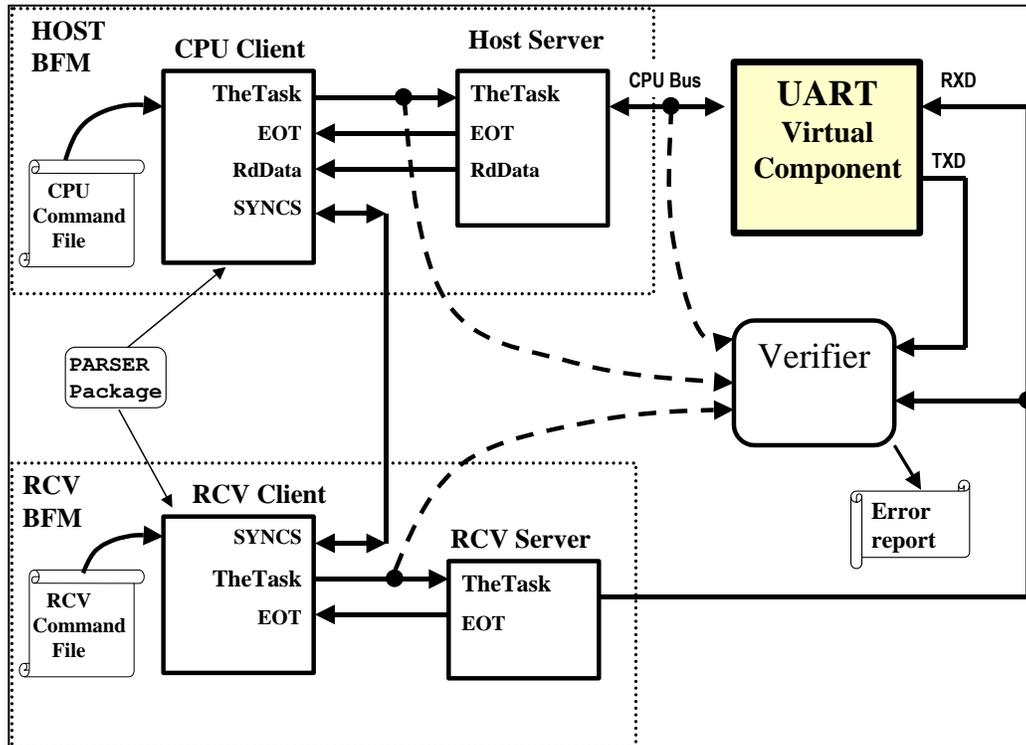 HOST
BFM
CPU Client
Host Server
TheTask
EOT
RdData
SYNCS
TheTask
EOT
RdData
CPU Bus
UART
Virtual
Component
RXD
TXD
CPU
Command
File
PARSER
Package
Verifier
Error
report
RCV
BFM
RCV Client
SYNCS
TheTask
EOT
RCV Server
TheTask
EOT
RCV
Command
File